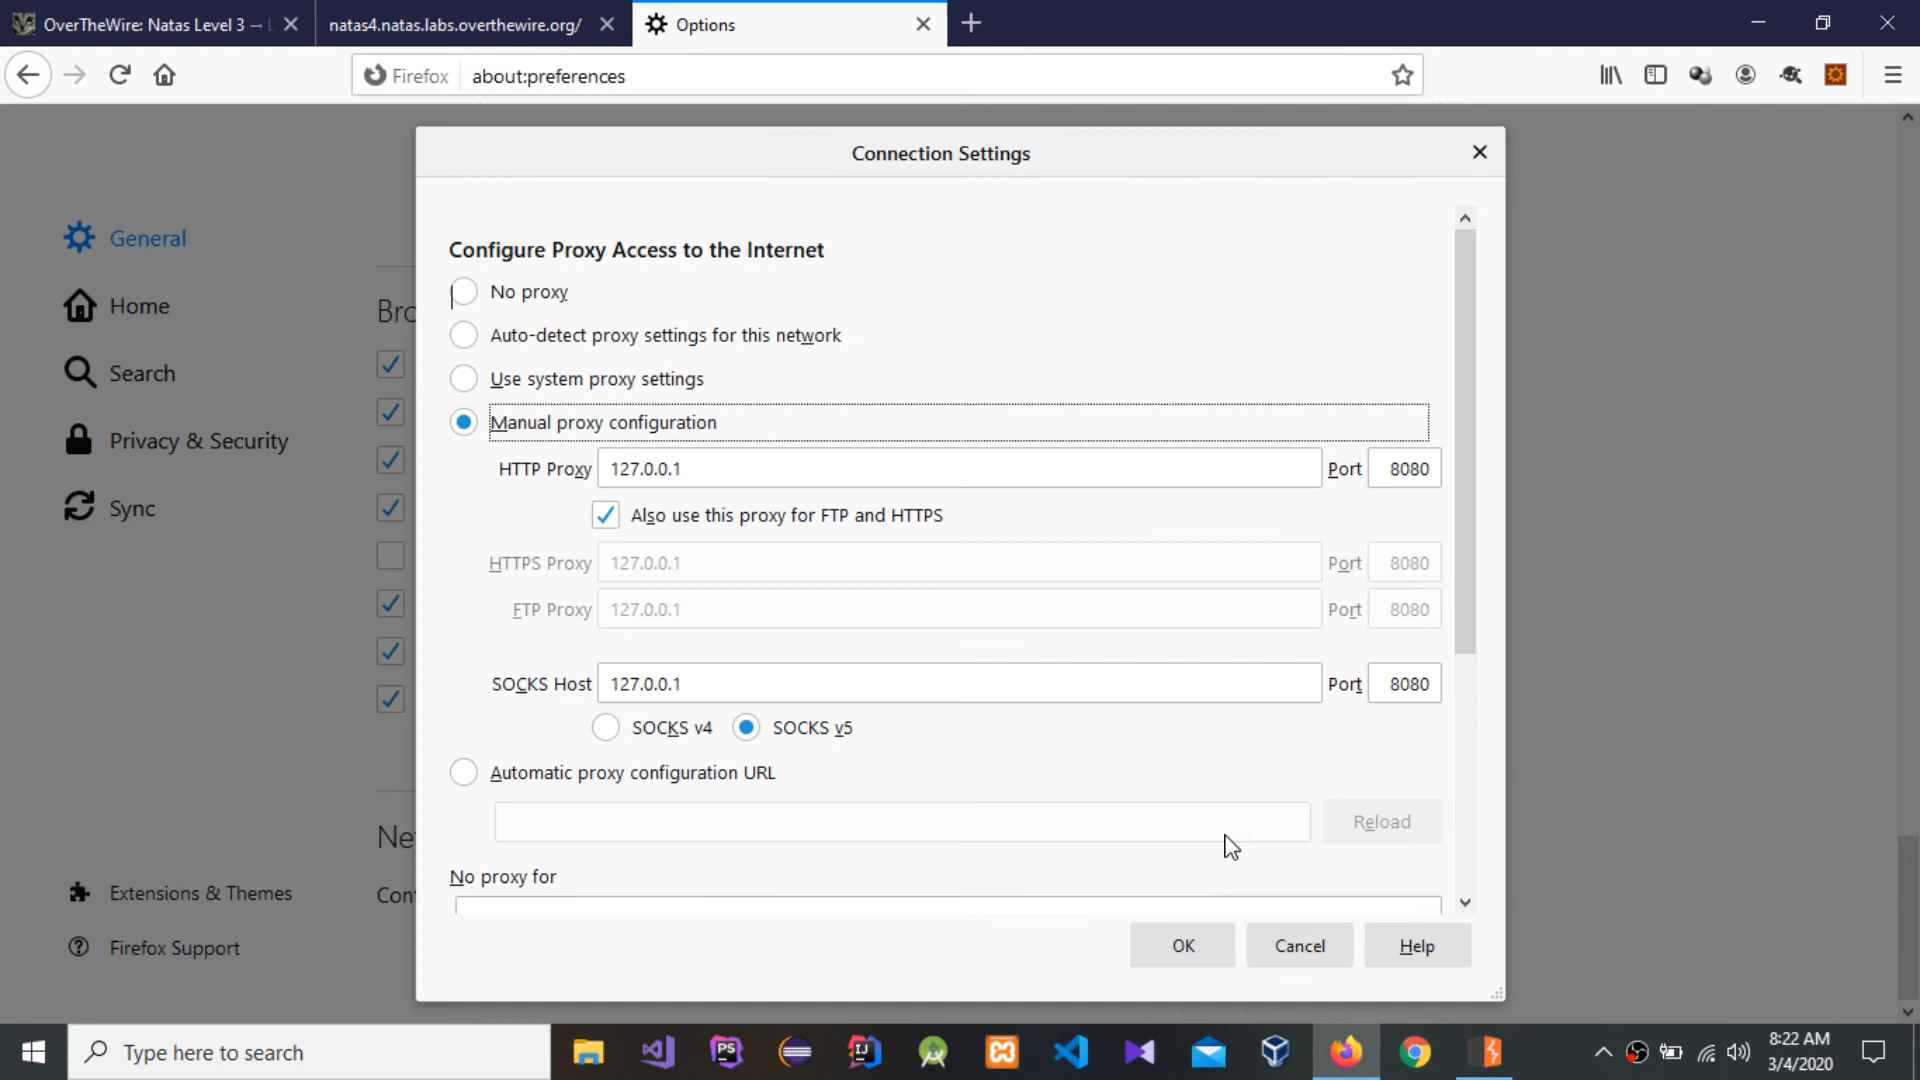 OverTheWire: Natas Level 3 → L
natas4.natas.labs.overthewire.org/
Options
Firefox
about:preferences
Connection Settings
General
Home
Search
Privacy & Security
Sync
Extensions & Themes
Firefox Support
Bro
Ne
Con
Configure Proxy Access to the Internet
No proxy
Auto-detect proxy settings for this network
Use system proxy settings
Manual proxy configuration
HTTP Proxy 127.0.0.1 Port 8080
Also use this proxy for FTP and HTTPS
HTTPS Proxy 127.0.0.1 Port 8080
FTP Proxy 127.0.0.1 Port 8080
SOCKS Host 127.0.0.1 Port 8080
SOCKS v4 SOCKS v5
Automatic proxy configuration URL
Reload
No proxy for
OK Cancel Help
Type here to search
PS
IJ
8:22 AM
3/4/2020